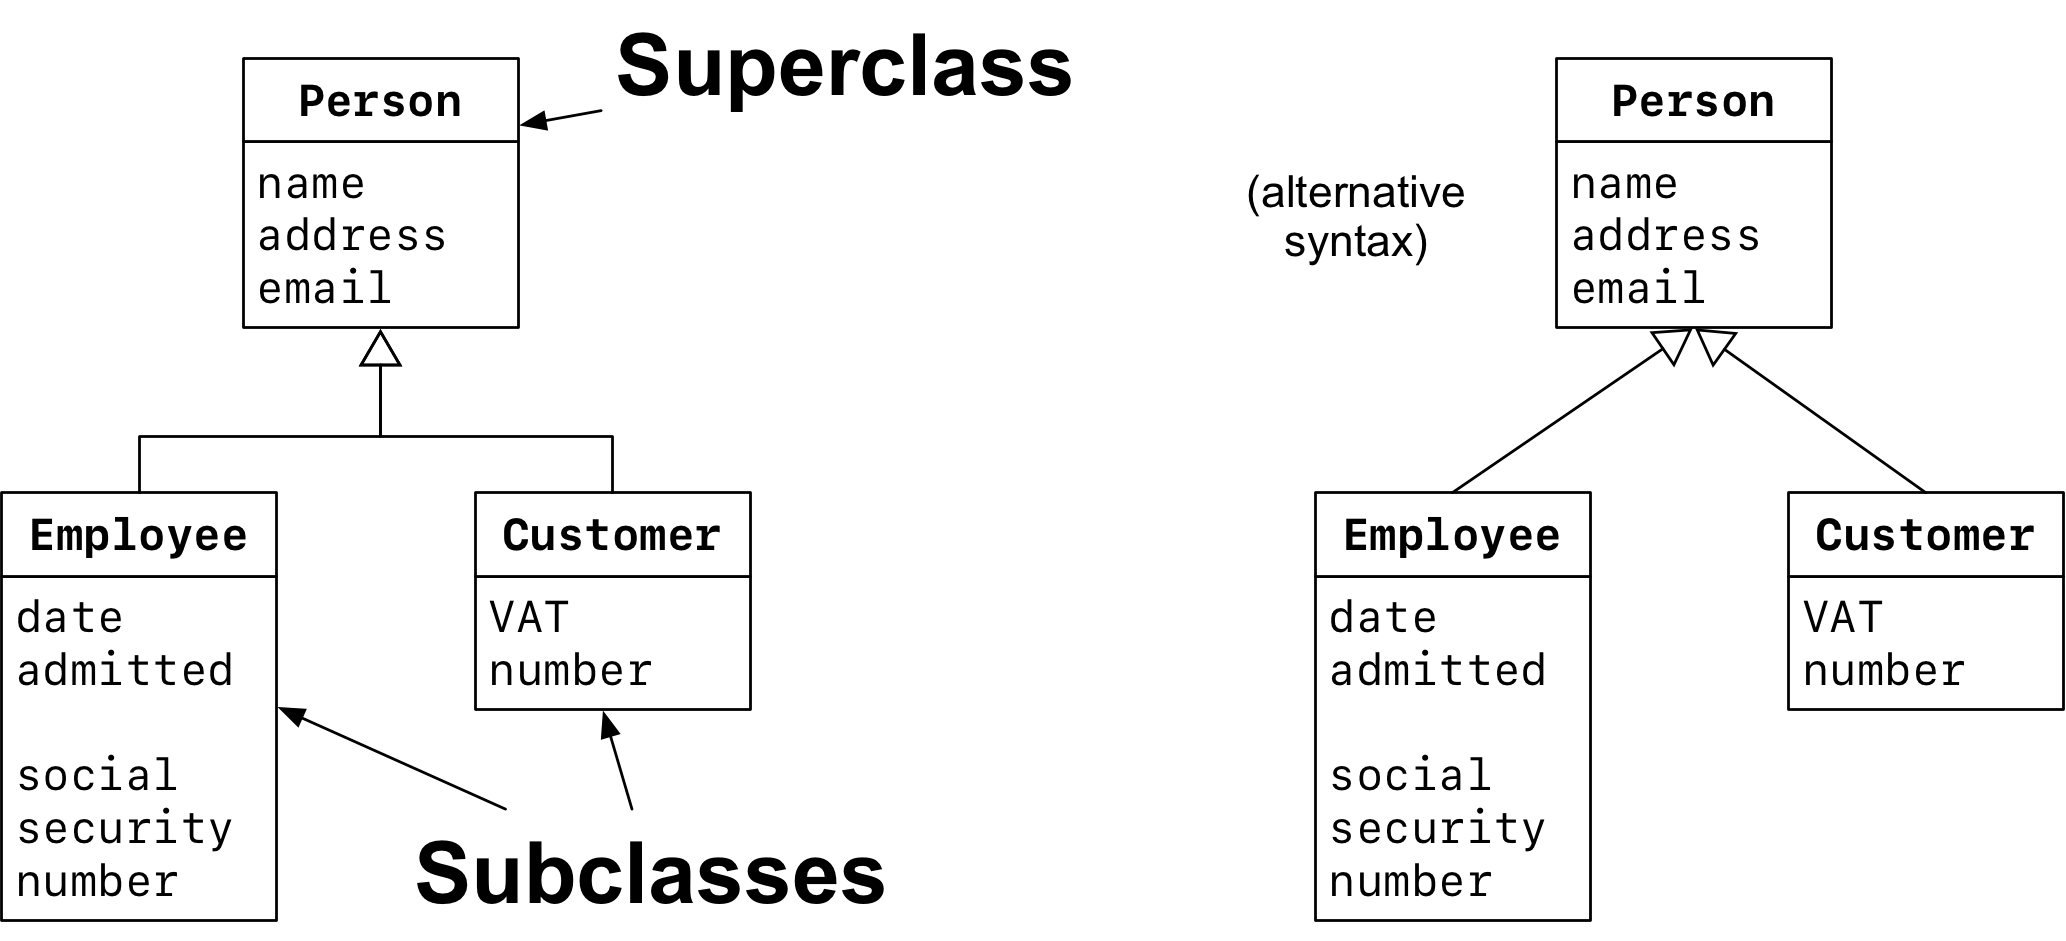 Superclass
Person
name
address
email
Employee
date
admitted
social
security
number
Customer
VAT
number
Subclasses
(alternative
syntax)
Person
name
address
email
Employee
date
admitted
social
security
number
Customer
VAT
number